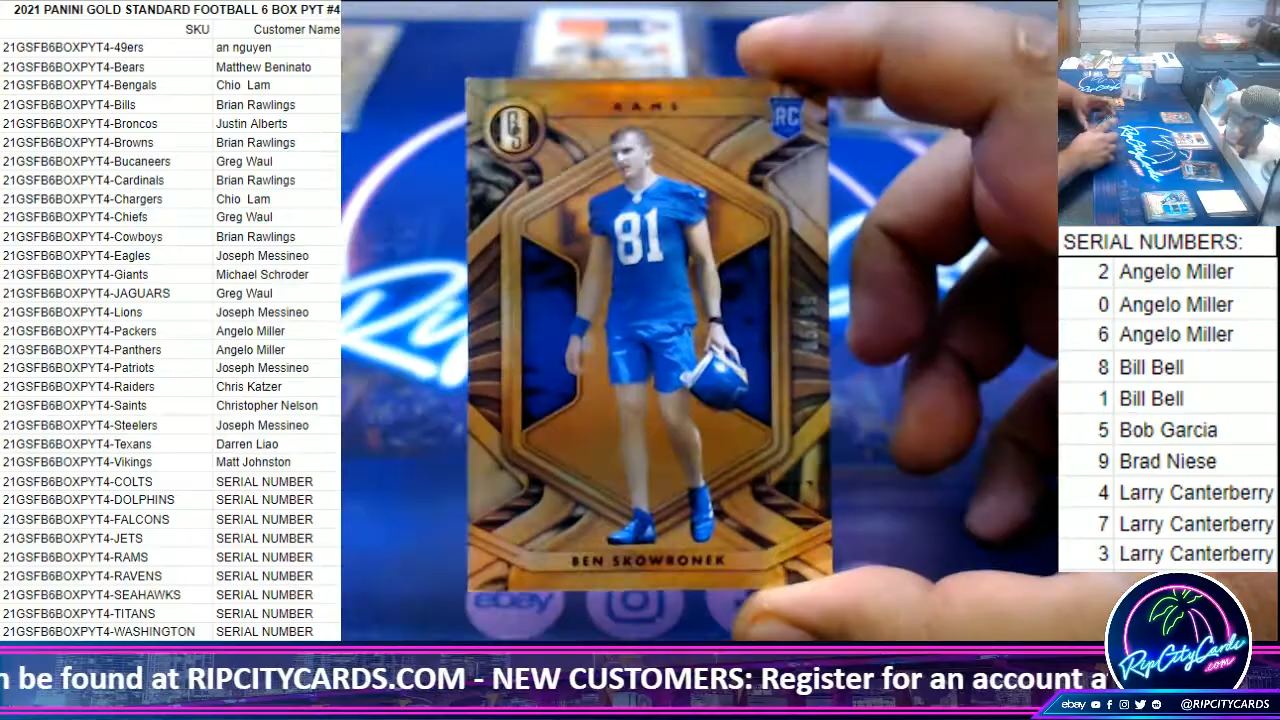 2021 PANINI GOLD STANDARD FOOTBALL 6 BOX PYT #4
SKU Customer Name
21GSFB6BOXPYT4-49ers an nguyen
21GSFB6BOXPYT4-Bears Matthew Beninato
21GSFB6BOXPYT4-Bengals Chio Lam
21GSFB6BOXPYT4-Bills Brian Rawlings
21GSFB6BOXPYT4-Broncos Justin Alberts
21GSFB6BOXPYT4-Browns Brian Rawlings
21GSFB6BOXPYT4-Bucaneers Greg Waul
21GSFB6BOXPYT4-Cardinals Brian Rawlings
21GSFB6BOXPYT4-Chargers Chio Lam
21GSFB6BOXPYT4-Chiefs Greg Waul
21GSFB6BOXPYT4-Cowboys Brian Rawlings
21GSFB6BOXPYT4-Eagles Joseph Messineo
21GSFB6BOXPYT4-Giants Michael Schroder
21GSFB6BOXPYT4-JAGUARS Greg Waul
21GSFB6BOXPYT4-Lions Joseph Messineo
21GSFB6BOXPYT4-Packers Angelo Miller
21GSFB6BOXPYT4-Panthers Angelo Miller
21GSFB6BOXPYT4-Patriots Joseph Messineo
21GSFB6BOXPYT4-Raiders Chris Katzer
21GSFB6BOXPYT4-Saints Christopher Nelson
21GSFB6BOXPYT4-Steelers Joseph Messineo
21GSFB6BOXPYT4-Texans Darren Liao
21GSFB6BOXPYT4-Vikings Matt Johnston
21GSFB6BOXPYT4-COLTS SERIAL NUMBER
21GSFB6BOXPYT4-DOLPHINS SERIAL NUMBER
21GSFB6BOXPYT4-FALCONS SERIAL NUMBER
21GSFB6BOXPYT4-JETS SERIAL NUMBER
21GSFB6BOXPYT4-RAMS SERIAL NUMBER
21GSFB6BOXPYT4-RAVENS SERIAL NUMBER
21GSFB6BOXPYT4-SEAHAWKS SERIAL NUMBER
21GSFB6BOXPYT4-TITANS SERIAL NUMBER
21GSFB6BOXPYT4-WASHINGTON SERIAL NUMBER
RAMS
GS
RC
81
BEN SKOWRONEK
ebay
SERIAL NUMBERS:
2 Angelo Miller
0 Angelo Miller
6 Angelo Miller
8 Bill Bell
1 Bill Bell
5 Bob Garcia
9 Brad Niese
4 Larry Canterberry
7 Larry Canterberry
3 Larry Canterberry
RipCityCards
.com
n be found at RIPCITYCARDS.COM - NEW CUSTOMERS: Register for an account a
ebay @RIPCITYCARDS